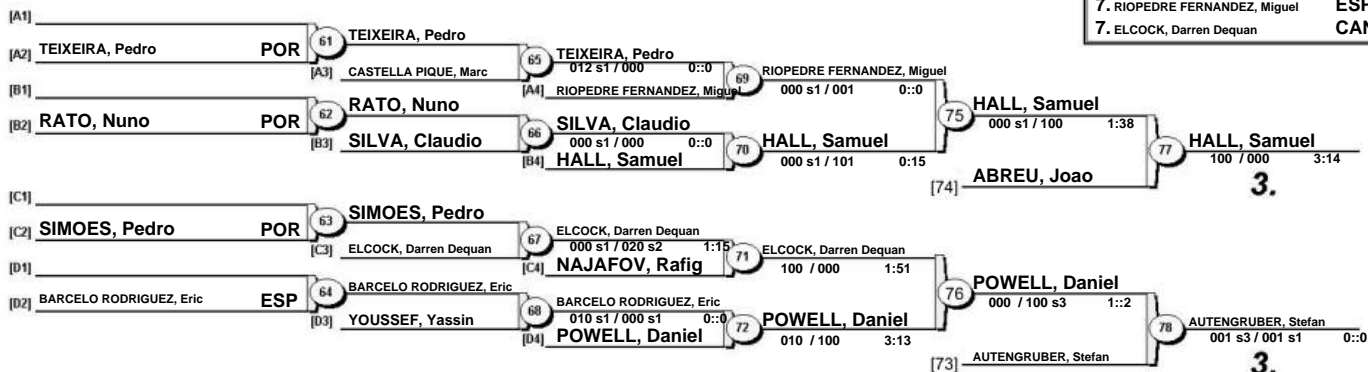 7. RIOPEDRE FERNANDEZ, Miguel ESP
7. ELCOCK, Darren Dequan CAN
[A1]
[A2] TEIXEIRA, Pedro POR
61 TEIXEIRA, Pedro
[A3] CASTELLA PIQUE, Marc
65 TEIXEIRA, Pedro
012 s1 / 000 0::0
[A4] RIOPEDRE FERNANDEZ, Miguel
69 RIOPEDRE FERNANDEZ, Miguel
000 s1 / 001 0::0
[B1]
[B2] RATO, Nuno POR
62 RATO, Nuno
[B3] SILVA, Claudio
66 SILVA, Claudio
000 s1 / 000 0::0
[B4] HALL, Samuel
70 HALL, Samuel
000 s1 / 101 0:15
75 HALL, Samuel
000 s1 / 100 1:38
[74] ABREU, Joao
77 HALL, Samuel
100 / 000 3:14
3.
[C1]
[C2] SIMOES, Pedro POR
63 SIMOES, Pedro
[C3] ELCOCK, Darren Dequan
67 ELCOCK, Darren Dequan
000 s1 / 020 s2 1:15
[C4] NAJAFOV, Rafig
71 ELCOCK, Darren Dequan
100 / 000 1:51
[D1]
[D2] BARCELO RODRIGUEZ, Eric ESP
64 BARCELO RODRIGUEZ, Eric
[D3] YOUSSEF, Yassin
68 BARCELO RODRIGUEZ, Eric
010 s1 / 000 s1 0::0
[D4] POWELL, Daniel
72 POWELL, Daniel
010 / 100 3:13
76 POWELL, Daniel
000 / 100 s3 1::2
[73] AUTENGRUBER, Stefan
78 AUTENGRUBER, Stefan
001 s3 / 001 s1 0::0
3.